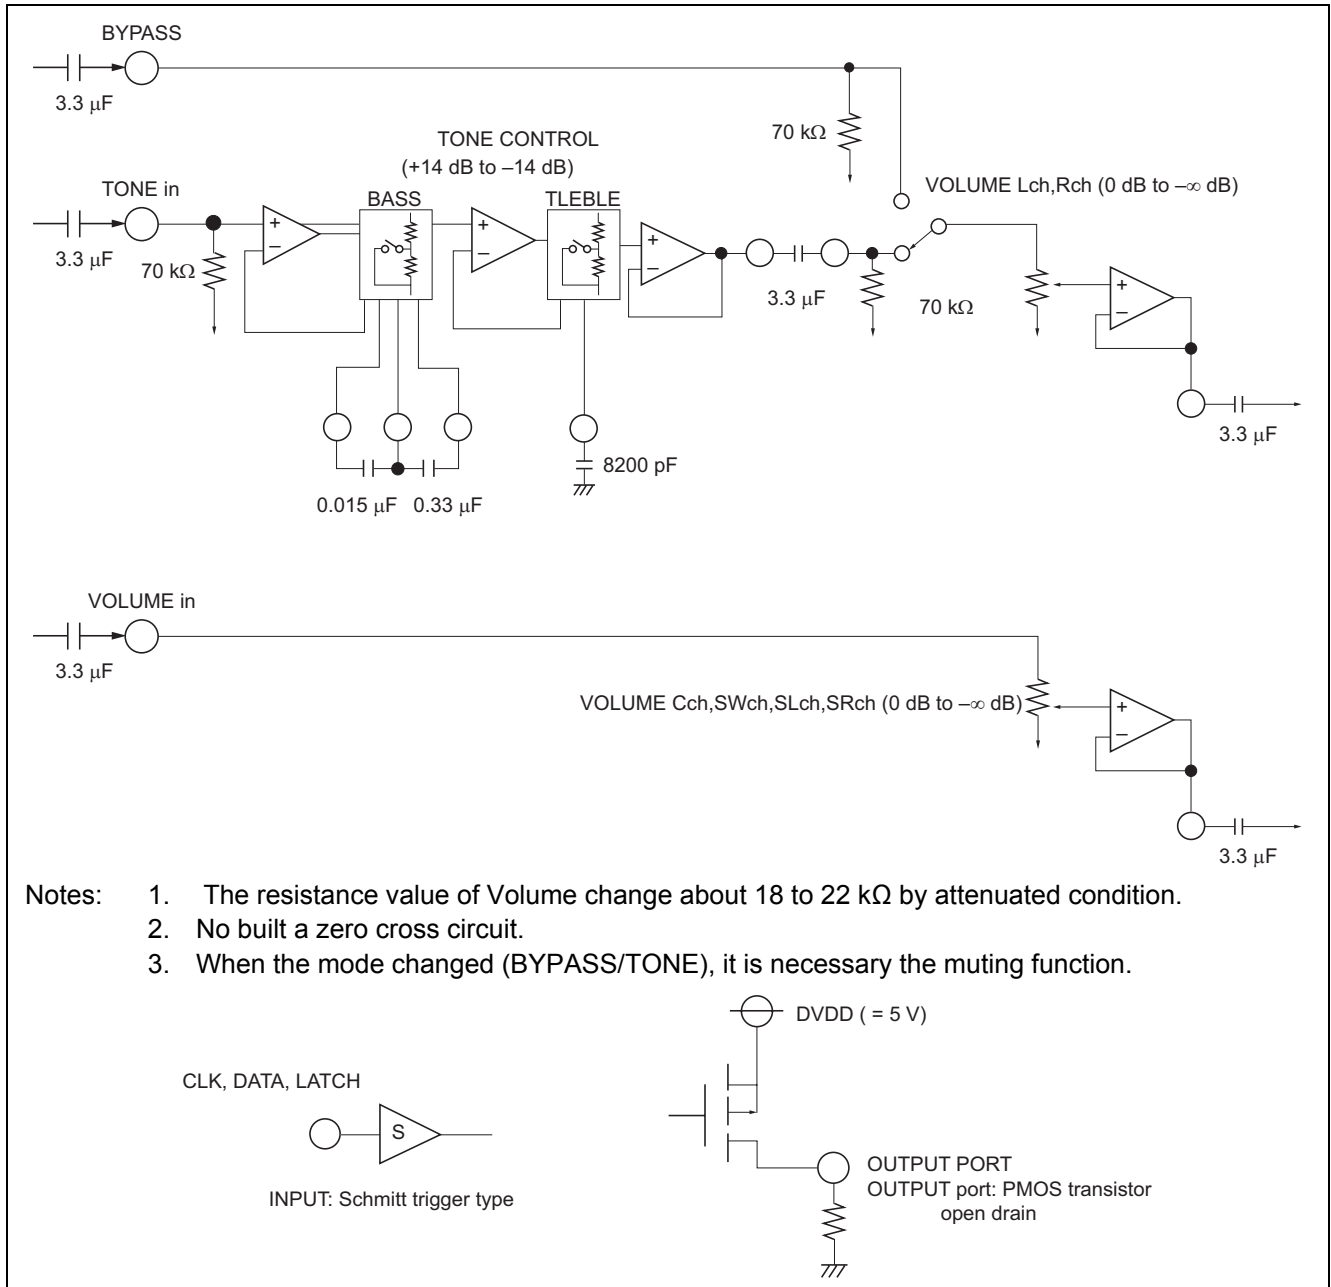 BYPASS
3.3 μF
70 kΩ
TONE CONTROL
(+14 dB to –14 dB)
TONE in
BASS
TLEBLE
VOLUME Lch,Rch (0 dB to –∞ dB)
+
–
+
–
+
–
3.3 μF
70 kΩ
3.3 μF
70 kΩ
+
–
3.3 μF
8200 pF
0.015 μF
0.33 μF
VOLUME in
3.3 μF
VOLUME Cch,SWch,SLch,SRch (0 dB to –∞ dB)
+
–
3.3 μF
Notes: 1. The resistance value of Volume change about 18 to 22 kΩ by attenuated condition.
2. No built a zero cross circuit.
3. When the mode changed (BYPASS/TONE), it is necessary the muting function.
DVDD ( = 5 V)
CLK, DATA, LATCH
S
INPUT: Schmitt trigger type
OUTPUT PORT
OUTPUT port: PMOS transistor
open drain